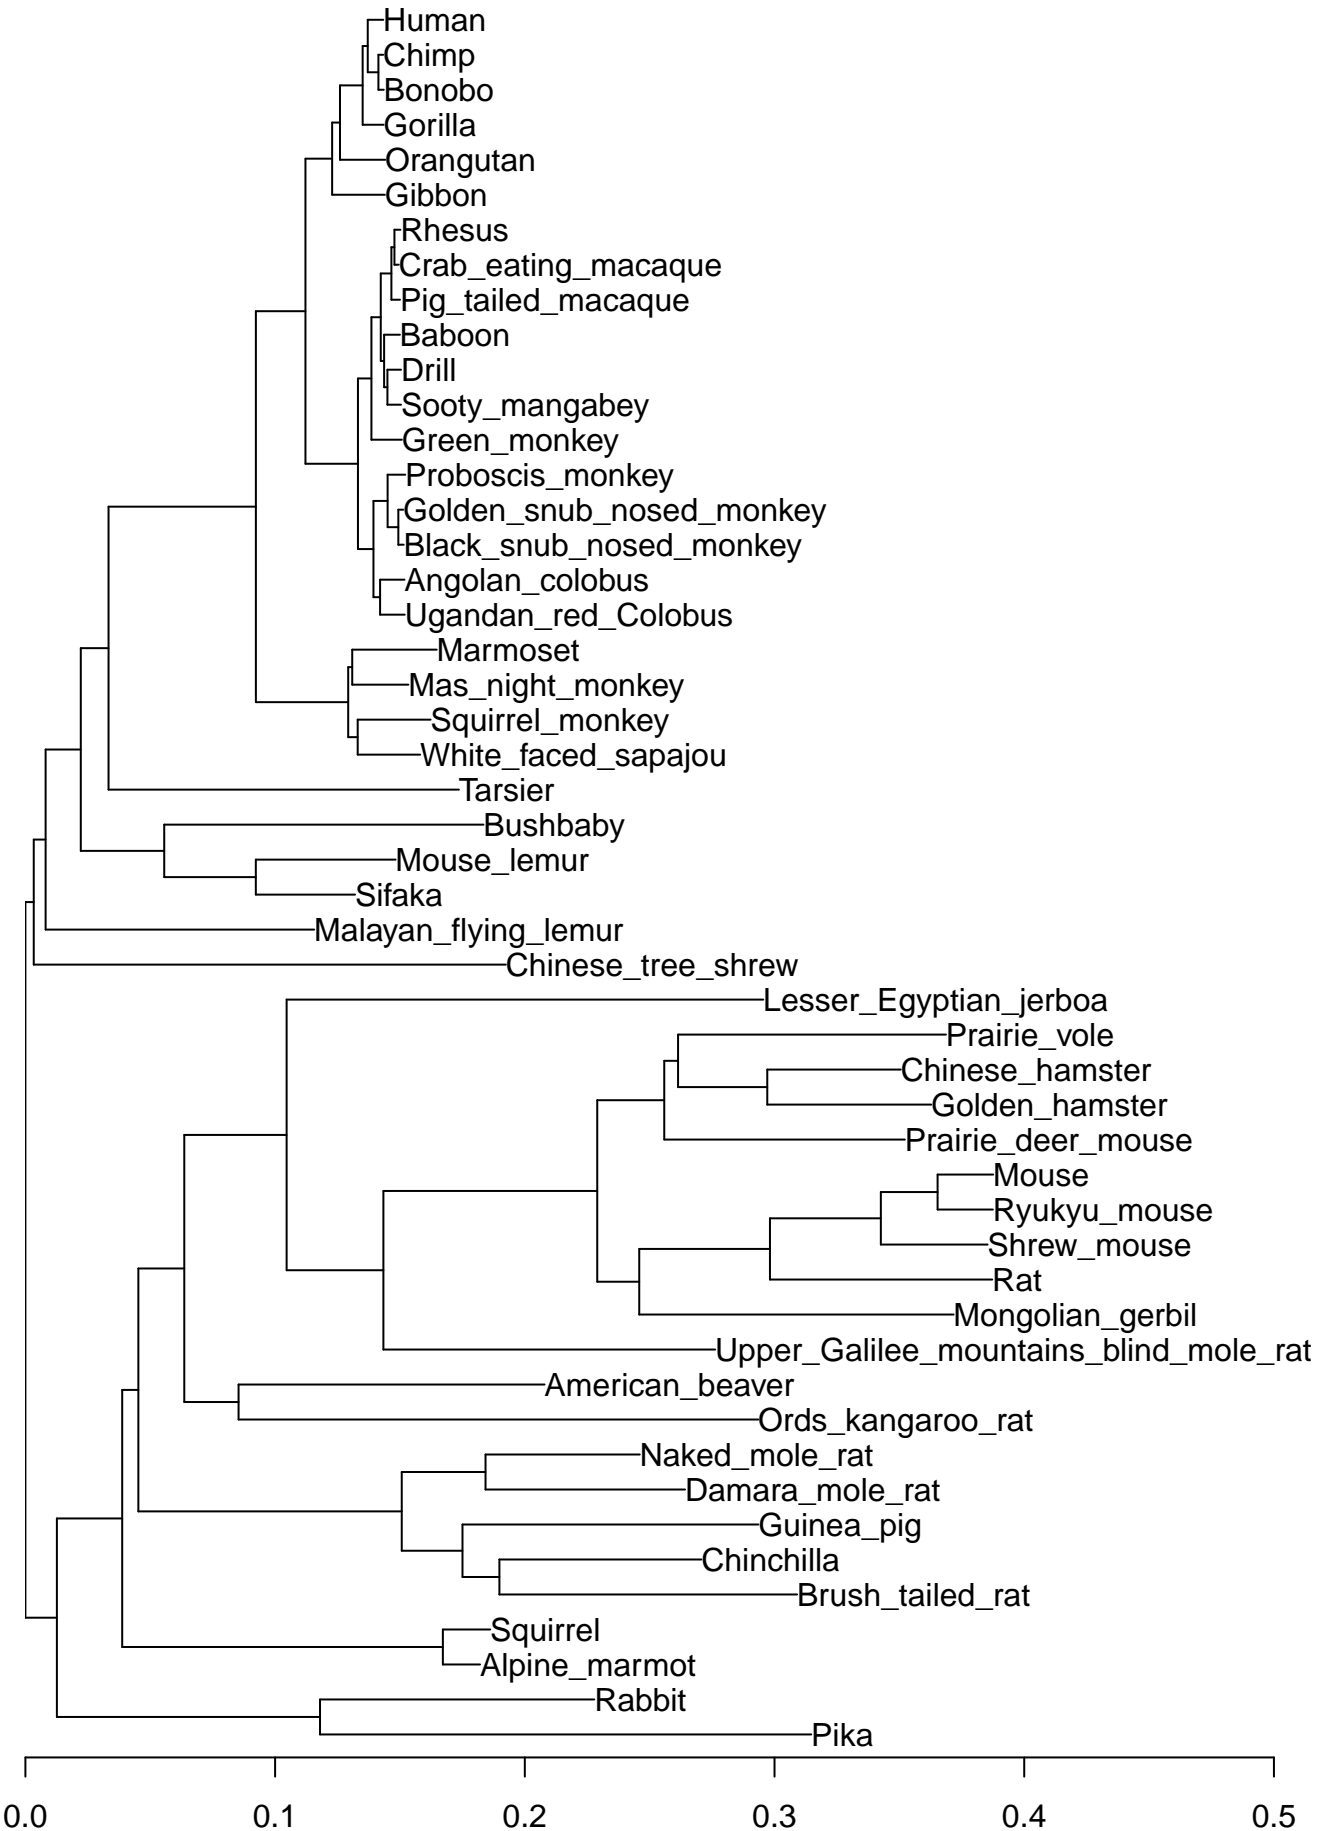 Human
Chimp
Bonobo
Gorilla
Orangutan
Gibbon
Rhesus
Crab_eating_macaque
Pig_tailed_macaque
Baboon
Drill
Sooty_mangabey
Green_monkey
Proboscis_monkey
Golden_snub_nosed_monkey
Black_snub_nosed_monkey
Angolan_colobus
Ugandan_red_Colobus
Marmoset
Mas_night_monkey
Squirrel_monkey
White_faced_sapajou
Tarsier
Bushbaby
Mouse_lemur
Sifaka
Malayan_flying_lemur
Chinese_tree_shrew
Lesser_Egyptian_jerboa
Prairie_vole
Chinese_hamster
Golden_hamster
Prairie_deer_mouse
Mouse
Ryukyu_mouse
Shrew_mouse
Rat
Mongolian_gerbil
Upper_Galilee_mountains_blind_mole_rat
American_beaver
Ords_kangaroo_rat
Naked_mole_rat
Damara_mole_rat
Guinea_pig
Chinchilla
Brush_tailed_rat
Squirrel
Alpine_marmot
Rabbit
Pika
0.0 0.1 0.2 0.3 0.4 0.5